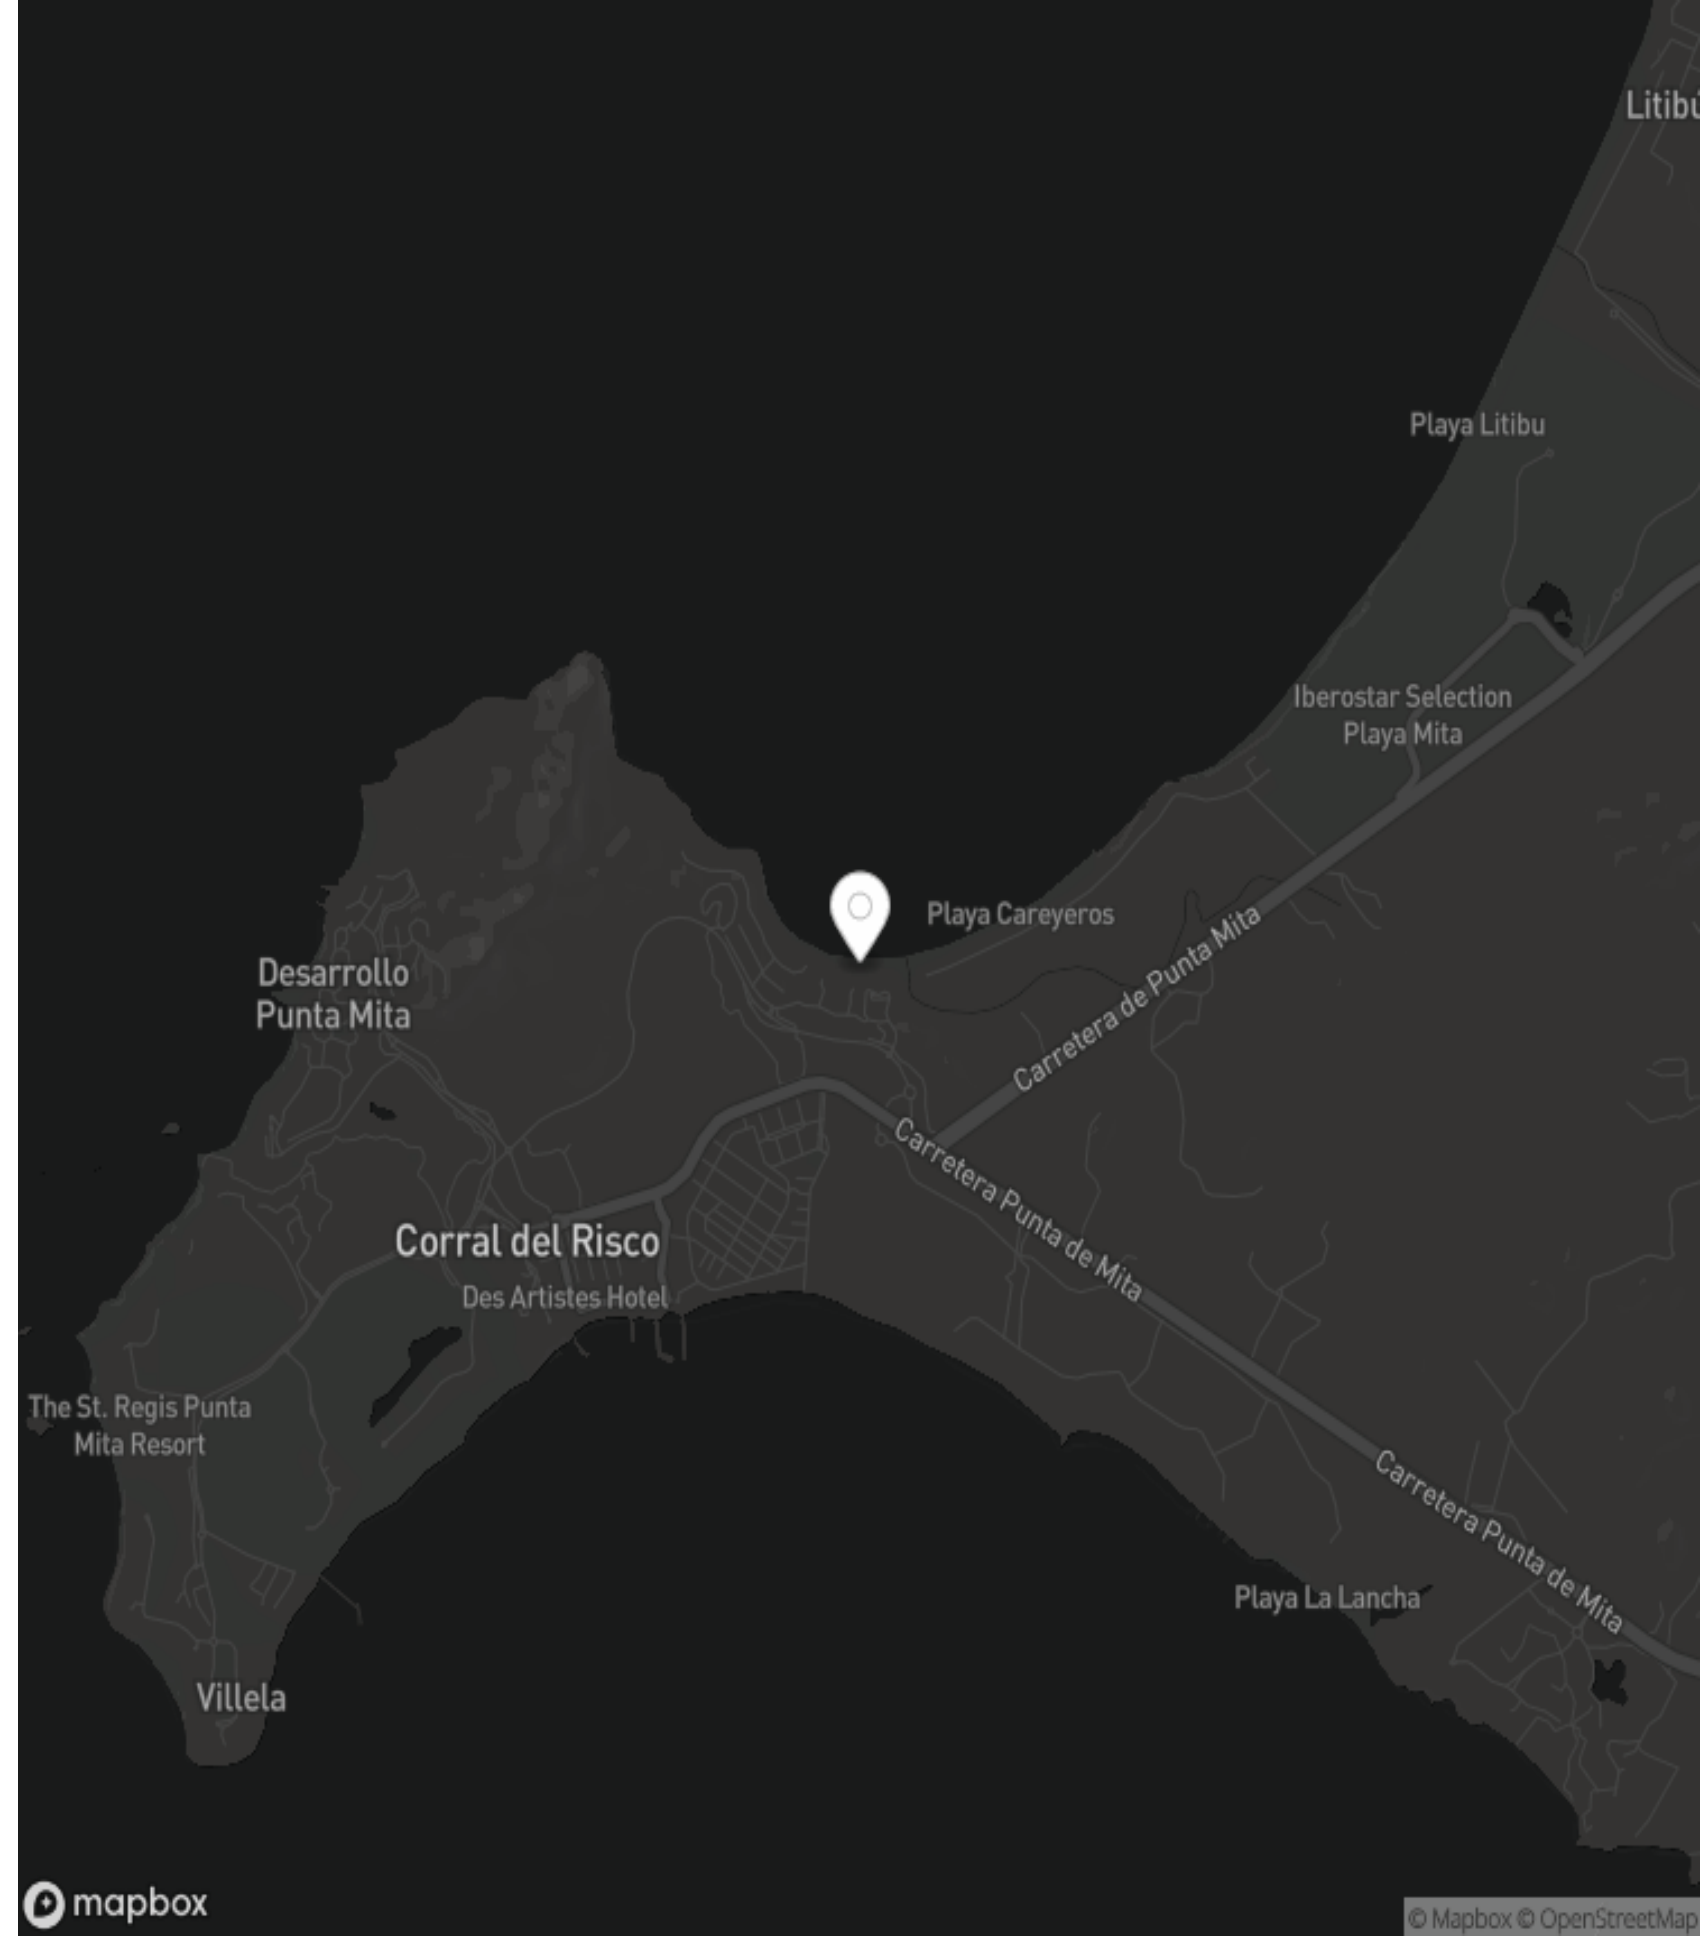 Litibú
Playa Litibu
Iberostar Selection
Playa Mita
Playa Careyeros
Carretera de Punta Mita
Desarrollo
Punta Mita
Carretera Punta de Mita
Corral del Risco
Des Artistes Hotel
The St. Regis Punta
Mita Resort
Carretera Punta de Mita
Playa La Lancha
Villela
mapbox
© Mapbox © OpenStreetMap